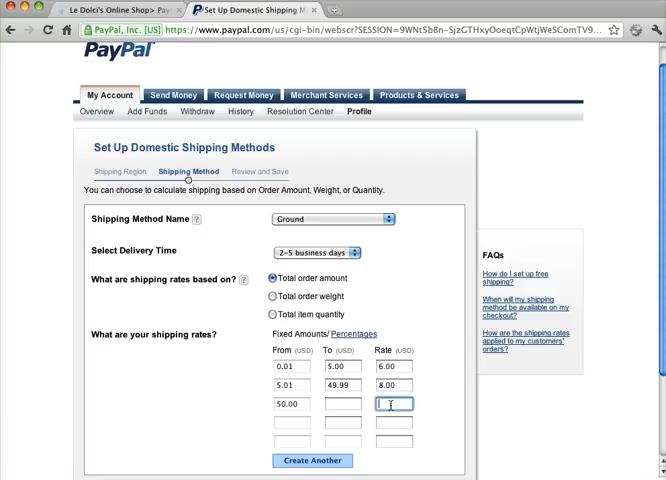 Le Dolci's Online Shop> Pay
Set Up Domestic Shipping M
PayPal, Inc. [US]
https://www.paypal.com/us/cgi-bin/webscr?SESSION=9WNt5bBn-SjzGTHxyOoeqtCpWtjWeSComTV9...
PayPal
My Account Send Money Request Money Merchant Services Products & Services
Overview Add Funds Withdraw History Resolution Center Profile
Set Up Domestic Shipping Methods
Shipping Region Shipping Method Review and Save
You can choose to calculate shipping based on Order Amount, Weight, or Quantity.
Shipping Method Name ? Ground
Select Delivery Time 2-5 business days
What are shipping rates based on? ? Total order amount
Total order weight
Total item quantity
What are your shipping rates? Fixed Amounts/ Percentages
From (USD) To (USD) Rate (USD)
0.01 5.00 6.00
5.01 49.99 8.00
50.00
Create Another
FAQs
How do I set up free
shipping?
When will my shipping
method be available on my
checkout?
How are the shipping rates
applied to my customers'
orders?